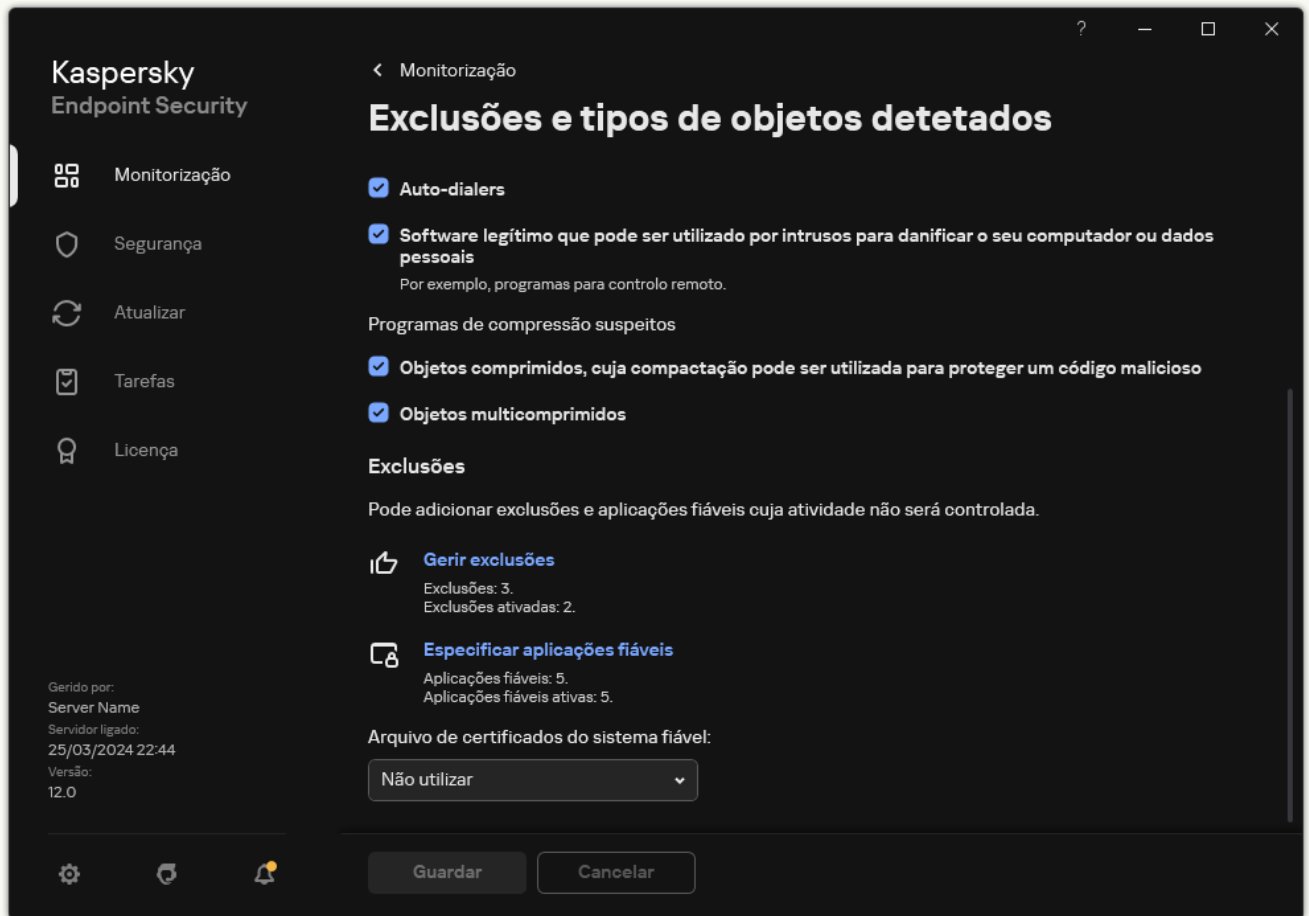 ?
Kaspersky
Endpoint Security
Monitorização
Segurança
Atualizar
Tarefas
Licença
Gerido por:
Server Name
Servidor ligado:
25/03/2024 22:44
Versão:
12.0
Monitorização
Exclusões e tipos de objetos detetados
Auto-dialers
Software legítimo que pode ser utilizado por intrusos para danificar o seu computador ou dados
pessoais
Por exemplo, programas para controlo remoto.
Programas de compressão suspeitos
Objetos comprimidos, cuja compactação pode ser utilizada para proteger um código malicioso
Objetos multicomprimidos
Exclusões
Pode adicionar exclusões e aplicações fiáveis cuja atividade não será controlada.
Gerir exclusões
Exclusões: 3.
Exclusões ativadas: 2.
Especificar aplicações fiáveis
Aplicações fiáveis: 5.
Aplicações fiáveis ativas: 5.
Arquivo de certificados do sistema fiável:
Não utilizar
Guardar
Cancelar